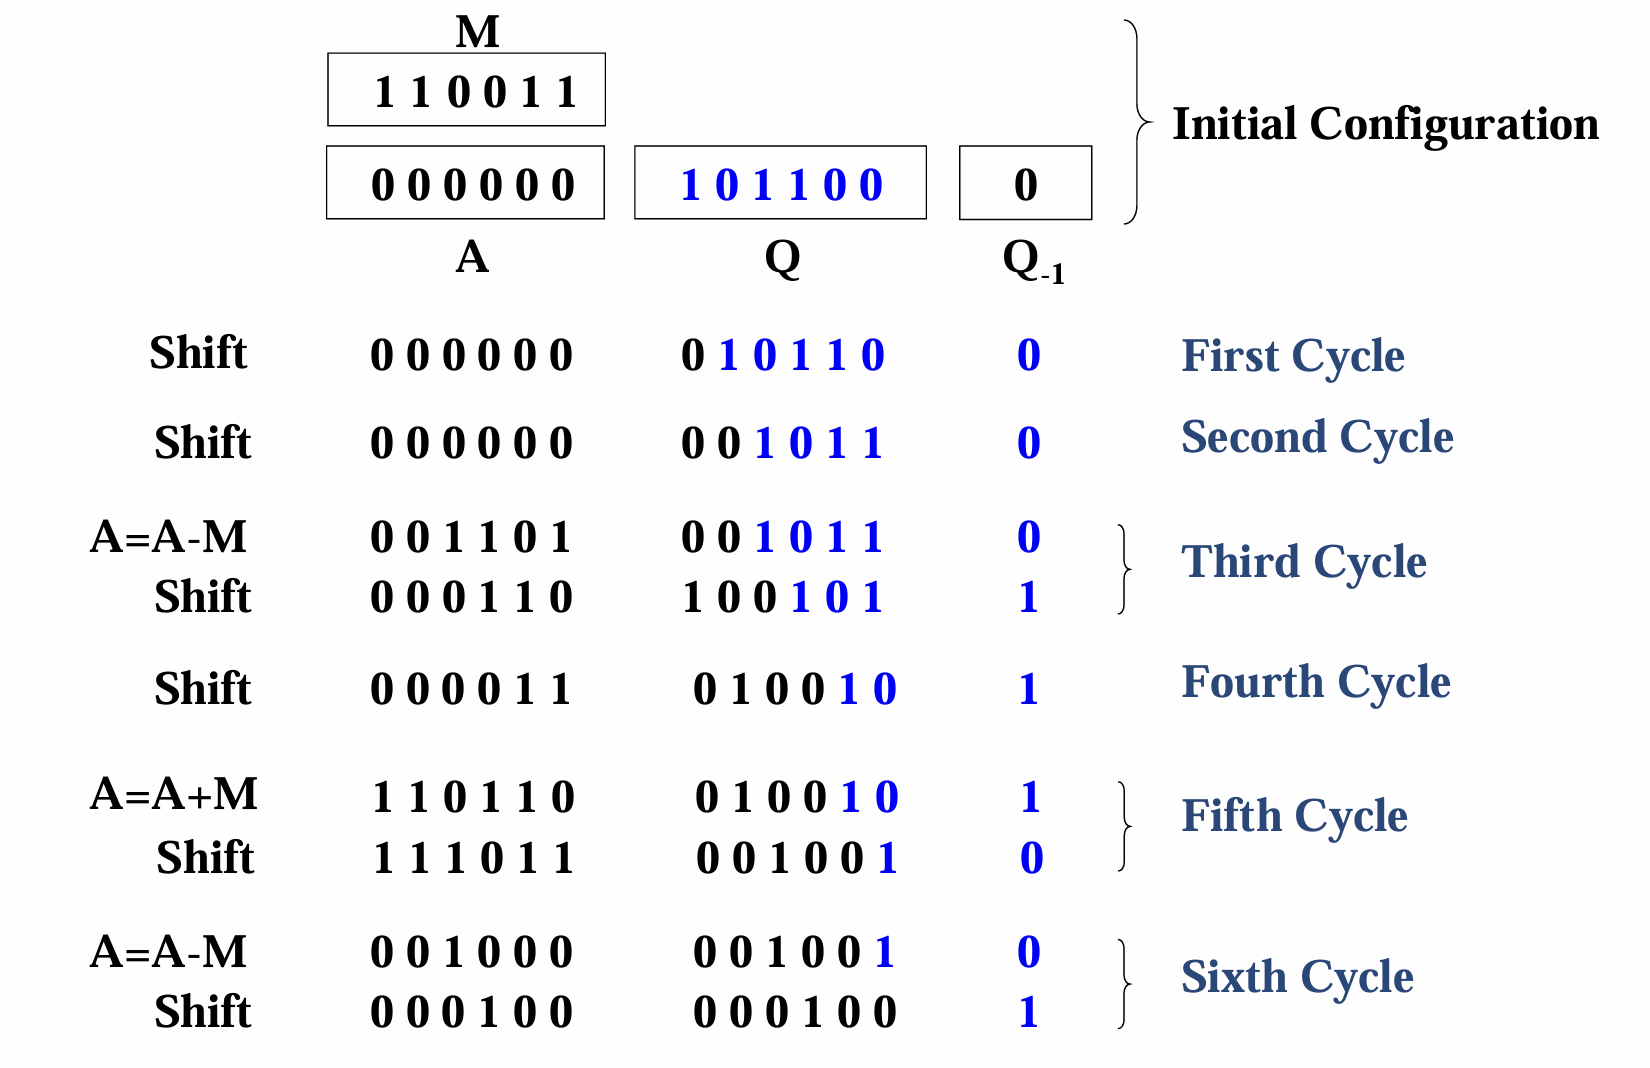 M
1 1 0 0 1 1
Initial Configuration
0 0 0 0 0 0 1 0 1 1 0 0 0
A Q Q-1
Shift 0 0 0 0 0 0 0 1 0 1 1 0 0 First Cycle
Shift 0 0 0 0 0 0 0 0 1 0 1 1 0 Second Cycle
A=A-M 0 0 1 1 0 1 0 0 1 0 1 1 0
Third Cycle
Shift 0 0 0 1 1 0 1 0 0 1 0 1 1
Shift 0 0 0 0 1 1 0 1 0 0 1 0 1 Fourth Cycle
A=A+M 1 1 0 1 1 0 0 1 0 0 1 0 1
Fifth Cycle
Shift 1 1 1 0 1 1 0 0 1 0 0 1 0
A=A-M 0 0 1 0 0 0 0 0 1 0 0 1 0
Sixth Cycle
Shift 0 0 0 1 0 0 0 0 0 1 0 0 1